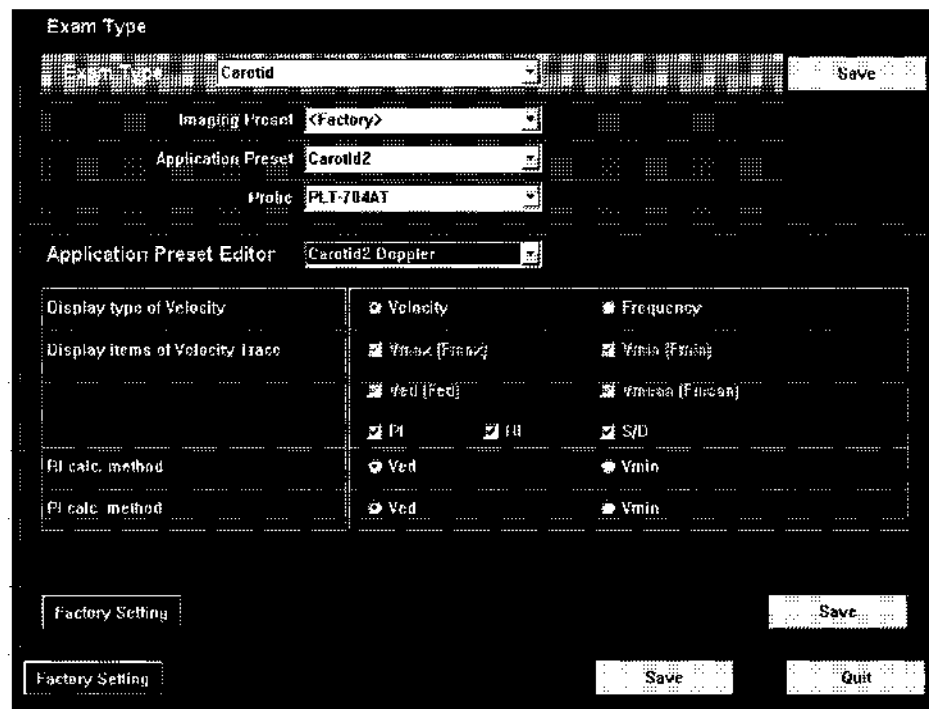 Exam Type
Exam Type Carotid Save
Imaging Preset <Factory>
Application Preset Carotid2
Probe PLT-704AT
Application Preset Editor Carotid2 Doppler
Display type of Velocity Velocity Frequency
Display items of Velocity Trace Vmax (Fmax) Vmin (Fmin)
Ved (Fed) Vmean (Fmean)
PI RI S/D
RI calc. method Ved Vmin
PI calc. method Ved Vmin
Factory Setting Save
Factory Setting Save Quit